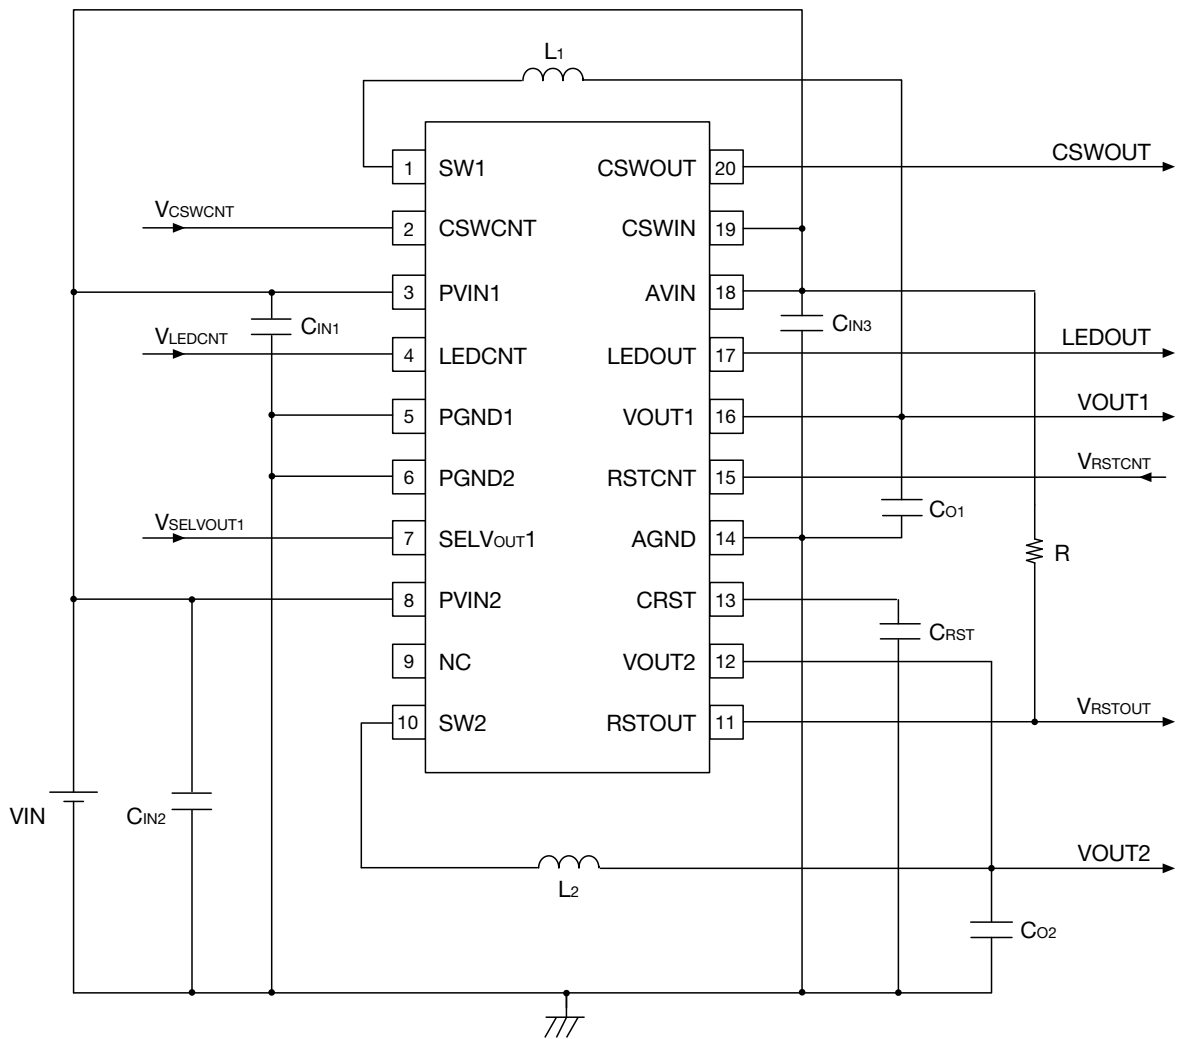 L1
1 SW1 CSWOUT 20 CSWOUT
VCSWCNT
2 CSWCNT CSWIN 19
3 PVIN1 AVIN 18
CIN1 CIN3
VLEDCNT
4 LEDCNT LEDOUT 17 LEDOUT
5 PGND1 VOUT1 16 VOUT1
6 PGND2 RSTCNT 15 VRSTCNT
CO1
VSELVOUT1
7 SELVOUT1 AGND 14
R
8 PVIN2 CRST 13
CRST
9 NC VOUT2 12
10 SW2 RSTOUT 11 VRSTOUT
VIN CIN2
VOUT2
L2
CO2